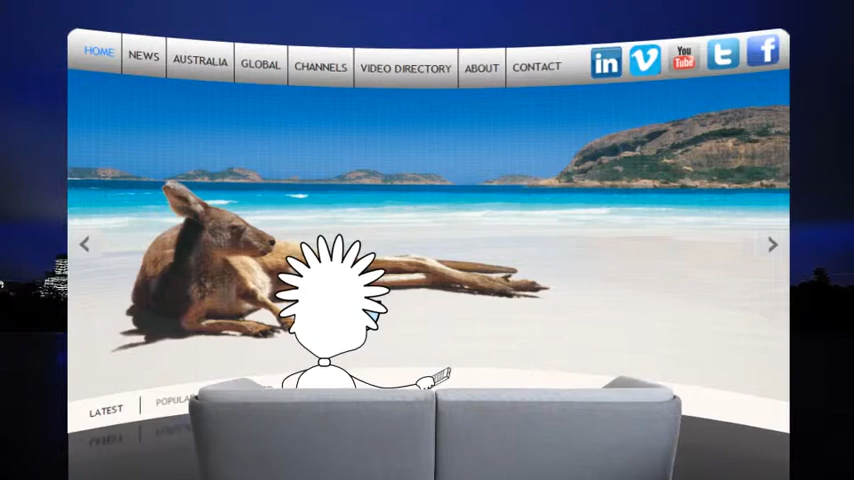 HOME NEWS AUSTRALIA GLOBAL CHANNELS VIDEO DIRECTORY ABOUT CONTACT in v You Tube t f
LATEST